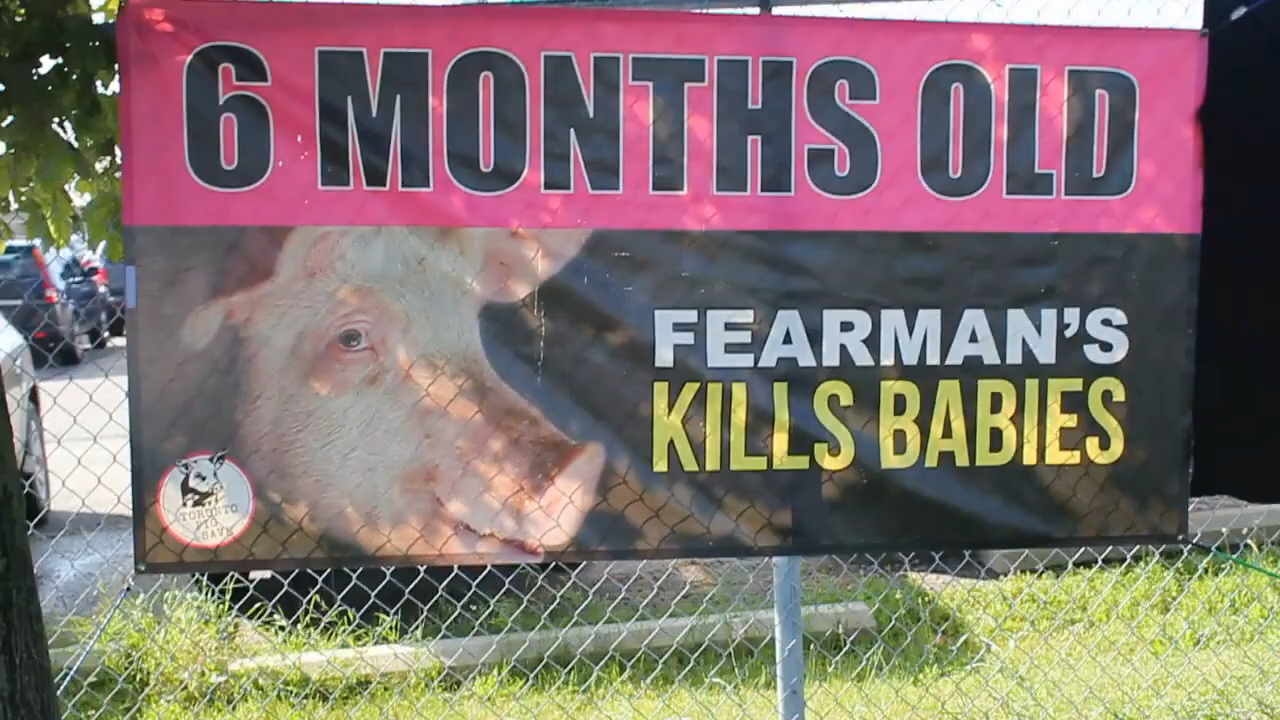 6 MONTHS OLD
FEARMAN'S
KILLS BABIES
TORONTO
PIG
SAVE